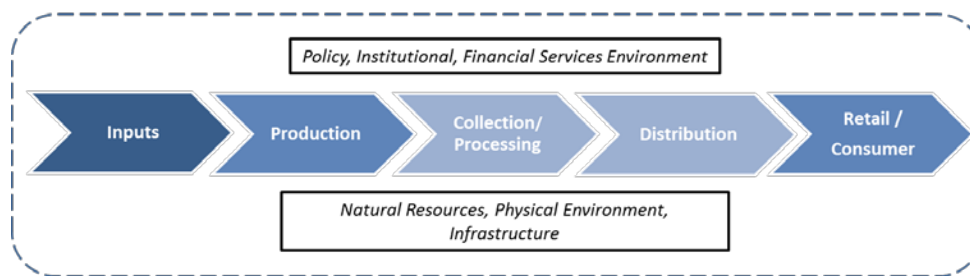 Policy, Institutional, Financial Services Environment
Inputs
Production
Collection/
Processing
Distribution
Retail /
Consumer
Natural Resources, Physical Environment,
Infrastructure